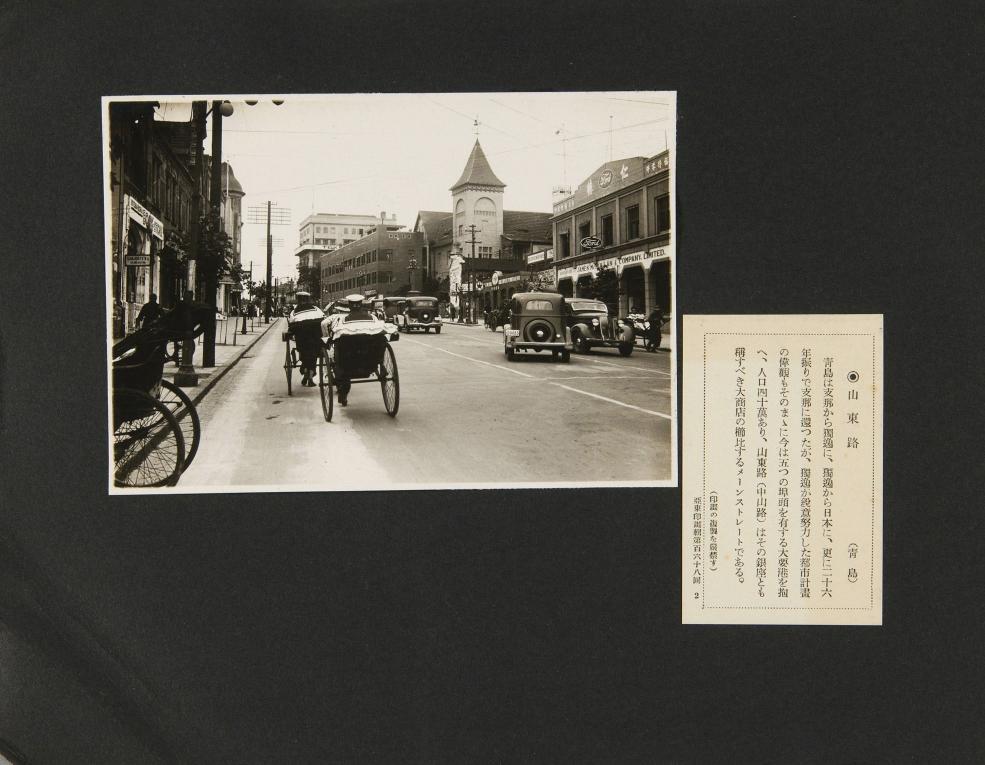 Ford
仁
Ford
COMPANY, LIMITED.
◉山東路
(青島)
青島は支那から獨逸に、獨逸から日本に、更に二十六
年振りで支那に還つたが、獨逸が銳意努力した都市計畫
の偉觀もそのまゝに今は五つの埠頭を有する大要港を抱
へ、人口四十萬あり、山東路(中山路)はその銀座とも
稱すべき大商店の櫛比するメーンストレートである。
(印畫の複製を嚴禁す)
亞東印畫輯第百六十八回 2